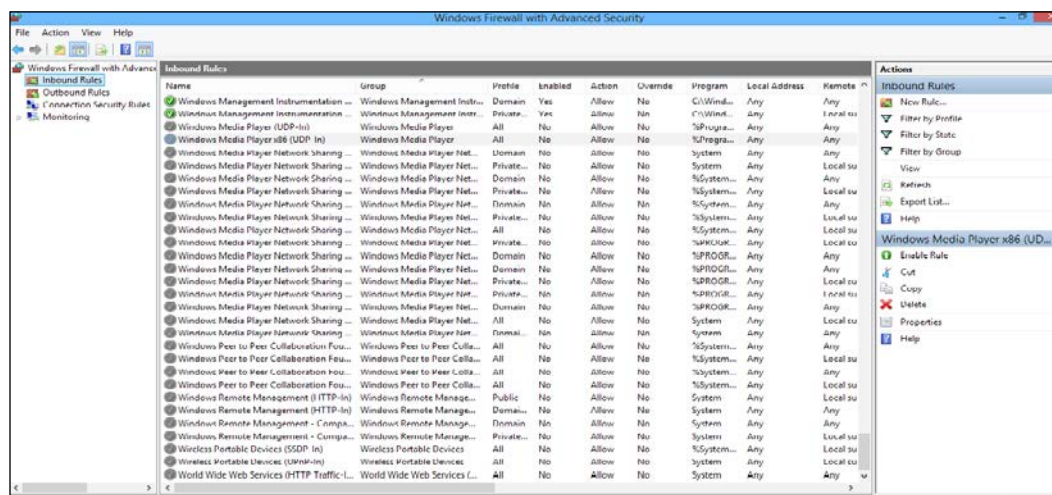 Windows Firewall with Advanced Security
File Action View Help
Windows Firewall with Advance
Inbound Rules
Outbound Rules
Connection Security Rules
Monitoring
Inbound Rules
Name Group Profile Enabled Action Override Program Local Address Remote
Windows Management Instrumentation ... Windows Management Instr... Domain Yes Allow No C:\Wind... Any Any
Windows Management Instrumentation ... Windows Management Instr... Private... Yes Allow No C:\Wind... Any Local su
Windows Media Player (UDP-In) Windows Media Player All No Allow No %Progra... Any Any
Windows Media Player x86 (UDP-In) Windows Media Player All No Allow No %Progra... Any Any
Windows Media Player Network Sharing ... Windows Media Player Net... Domain No Allow No System Any Any
Windows Media Player Network Sharing ... Windows Media Player Net... Private... No Allow No System Any Local su
Windows Media Player Network Sharing ... Windows Media Player Net... Domain No Allow No %System... Any Any
Windows Media Player Network Sharing ... Windows Media Player Net... Private... No Allow No %System... Any Local su
Windows Media Player Network Sharing ... Windows Media Player Net... Domain No Allow No %System... Any Any
Windows Media Player Network Sharing ... Windows Media Player Net... Private... No Allow No %System... Any Local su
Windows Media Player Network Sharing ... Windows Media Player Net... All No Allow No %System... Any Local su
Windows Media Player Network Sharing ... Windows Media Player Net... Private... No Allow No %PROGR... Any Local su
Windows Media Player Network Sharing ... Windows Media Player Net... Domain No Allow No %PROGR... Any Any
Windows Media Player Network Sharing ... Windows Media Player Net... Domain No Allow No %PROGR... Any Any
Windows Media Player Network Sharing ... Windows Media Player Net... Private... No Allow No %PROGR... Any Local su
Windows Media Player Network Sharing ... Windows Media Player Net... Private... No Allow No %PROGR... Any Local su
Windows Media Player Network Sharing ... Windows Media Player Net... Domain No Allow No %PROGR... Any Any
Windows Media Player Network Sharing ... Windows Media Player Net... All No Allow No System Any Local su
Windows Media Player Network Sharing ... Windows Media Player Net... Domai... No Allow No System Any Any
Windows Peer to Peer Collaboration Fou... Windows Peer to Peer Colla... All No Allow No %System... Any Any
Windows Peer to Peer Collaboration Fou... Windows Peer to Peer Colla... All No Allow No %System... Any Local su
Windows Peer to Peer Collaboration Fou... Windows Peer to Peer Colla... All No Allow No %System... Any Any
Windows Peer to Peer Collaboration Fou... Windows Peer to Peer Colla... All No Allow No %System... Any Local su
Windows Remote Management (HTTP-In) Windows Remote Manage... Public No Allow No System Any Local su
Windows Remote Management (HTTP-In) Windows Remote Manage... Domai... No Allow No System Any Any
Windows Remote Management - Compa... Windows Remote Manage... Domain No Allow No System Any Any
Windows Remote Management - Compa... Windows Remote Manage... Private... No Allow No System Any Local su
Wireless Portable Devices (SSDP-In) Wireless Portable Devices All No Allow No %System... Any Local su
Wireless Portable Devices (UPnP-In) Wireless Portable Devices All No Allow No System Any Local su
World Wide Web Services (HTTP Traffic-I... World Wide Web Services (... All No Allow No System Any Any
Actions
Inbound Rules
New Rule...
Filter by Profile
Filter by State
Filter by Group
View
Refresh
Export List...
Help
Windows Media Player x86 (UD...
Enable Rule
Cut
Copy
Delete
Properties
Help